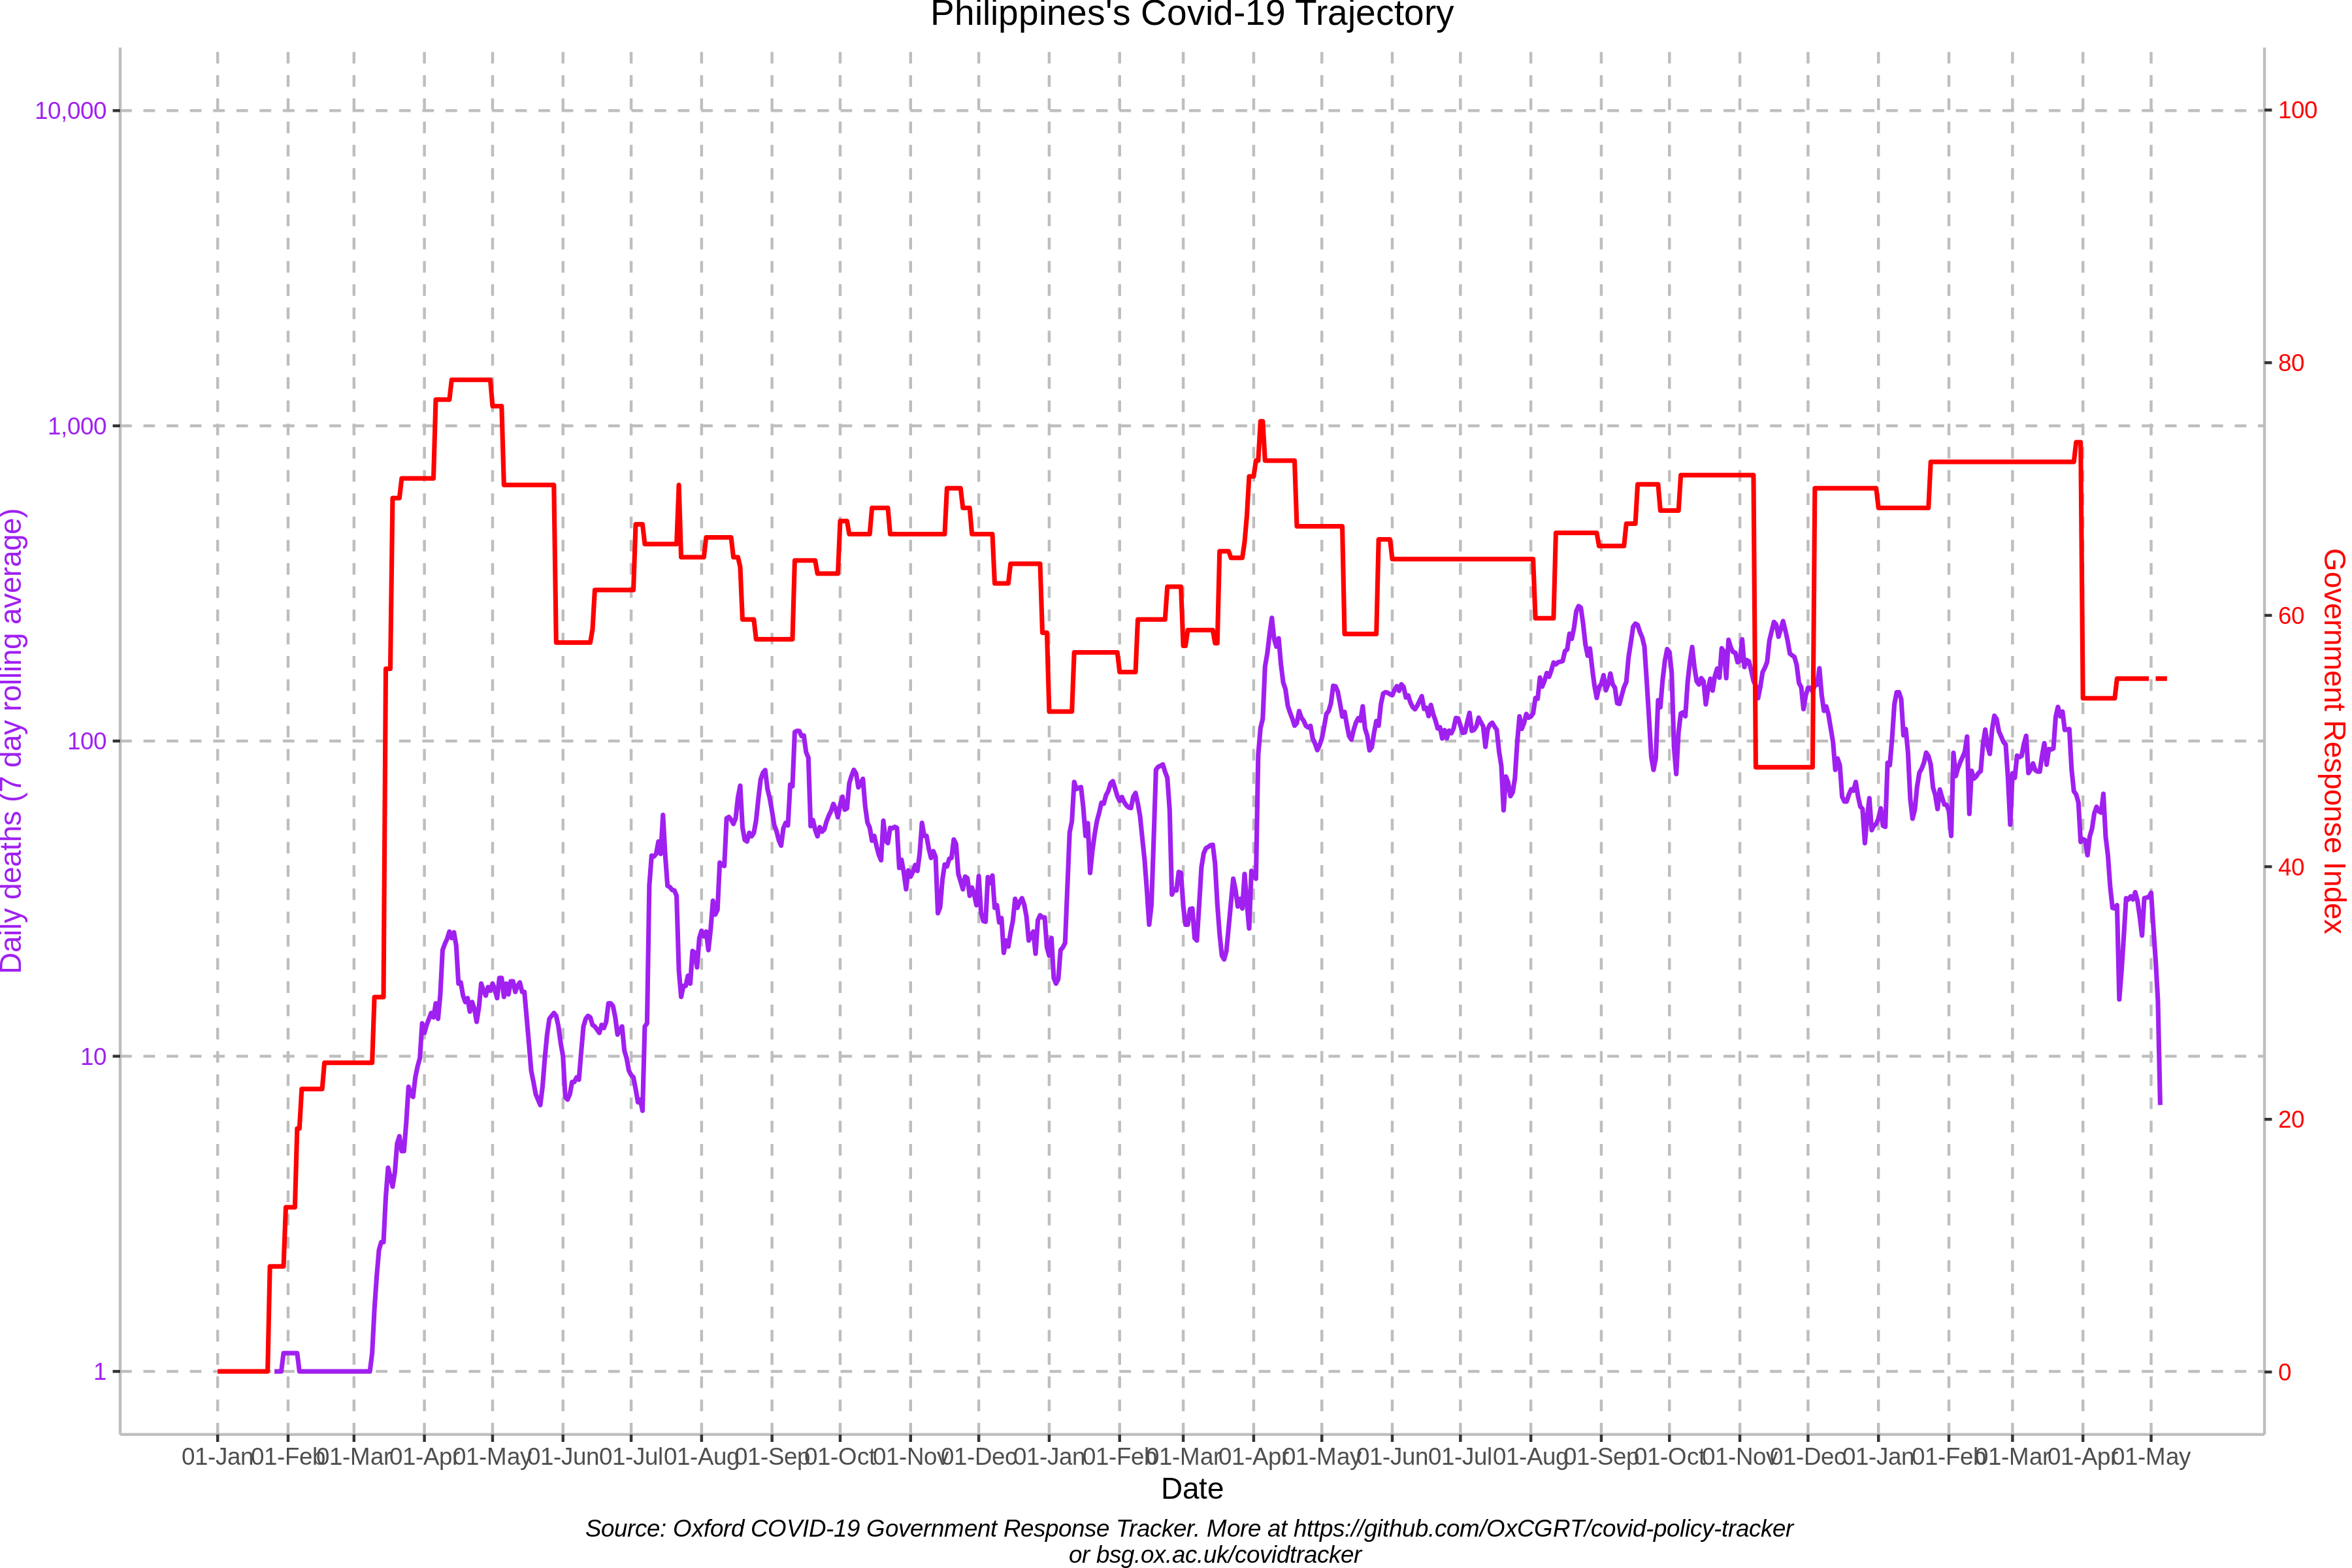 Philippines's Covid-19 Trajectory
10,000
1,000
100
10
1
Daily deaths (7 day rolling average)
100
80
60
40
20
0
Government Response Index
01-Jan 01-Feb 01-Mar 01-Apr 01-May 01-Jun 01-Jul 01-Aug 01-Sep 01-Oct 01-Nov 01-Dec 01-Jan 01-Feb 01-Mar 01-Apr 01-May 01-Jun 01-Jul 01-Aug 01-Sep 01-Oct 01-Nov 01-Dec 01-Jan 01-Feb 01-Mar 01-Apr 01-May
Date
Source: Oxford COVID-19 Government Response Tracker. More at https://github.com/OxCGRT/covid-policy-tracker
or bsg.ox.ac.uk/covidtracker